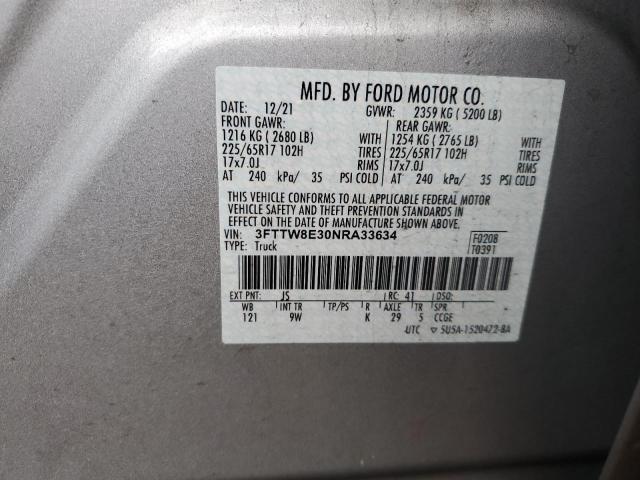 MFD. BY FORD MOTOR CO.
DATE: 12/21 GVWR: 2359 KG ( 5200 LB)
FRONT GAWR: REAR GAWR:
1216 KG ( 2680 LB) WITH 1254 KG ( 2765 LB) WITH
225/65R17 102H TIRES 225/65R17 102H TIRES
17x7.0J RIMS 17x7.0J RIMS
AT 240 kPa/ 35 PSI COLD AT 240 kPa/ 35 PSI COLD
THIS VEHICLE CONFORMS TO ALL APPLICABLE FEDERAL MOTOR
VEHICLE SAFETY AND THEFT PREVENTION STANDARDS IN
EFFECT ON THE DATE OF MANUFACTURE SHOWN ABOVE.
VIN: 3FTTW8E30NRA33634 F0208
TYPE: Truck T0391
EXT PNT: JS RC: 41 DSO:
WB INT TR TP/PS R AXLE TR SPR
121 9W K 29 5 CCGE
UTC ▽ 5U5A-1520472-BA